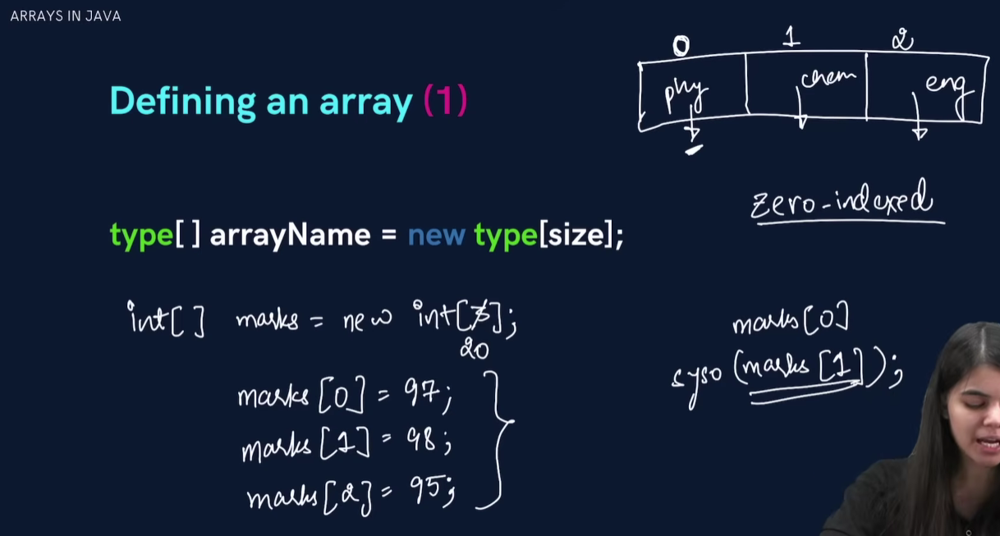 ARRAYS IN JAVA
0 1 2
phy chem eng
Defining an array (1)
zero-indexed
type[ ] arrayName = new type[size];
int[ ] marks = new int[3];
20
marks[0] = 97;
marks[1] = 98;
marks[2] = 95;
marks[0]
syso (marks [1]);